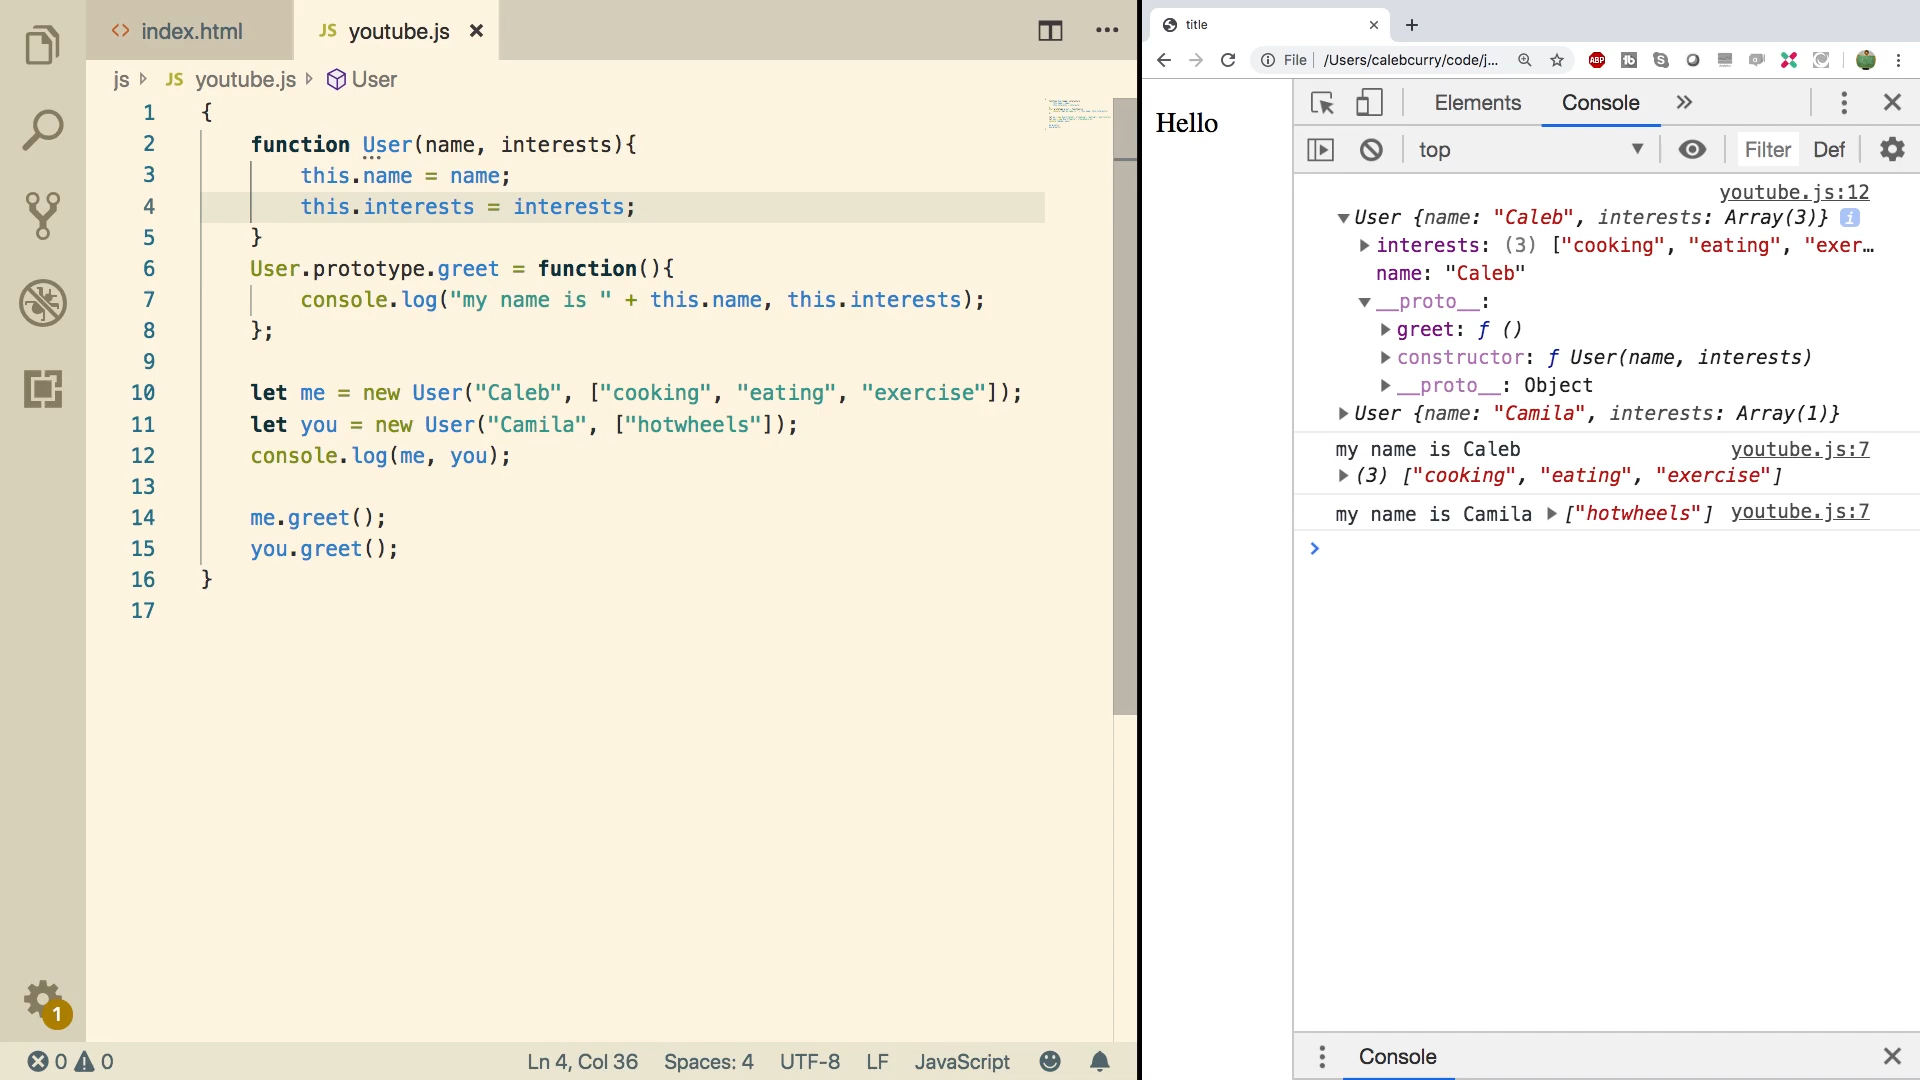 index.html
JS youtube.js
js JS youtube.js User
1 {
2 function User(name, interests){
3 this.name = name;
4 this.interests = interests;
5 }
6 User.prototype.greet = function(){
7 console.log("my name is " + this.name, this.interests);
8 };
9
10 let me = new User("Caleb", ["cooking", "eating", "exercise"]);
11 let you = new User("Camila", ["hotwheels"]);
12 console.log(me, you);
13
14 me.greet();
15 you.greet();
16 }
17
1
0 0 Ln 4, Col 36 Spaces: 4 UTF-8 LF JavaScript
title
File /Users/calebcurry/code/j... ABP
Hello
Elements Console »
top Filter Def
youtube.js:12
User {name: "Caleb", interests: Array(3)} i
interests: (3) ["cooking", "eating", "exer…
name: "Caleb"
__proto__:
greet: ƒ ()
constructor: ƒ User(name, interests)
__proto__: Object
User {name: "Camila", interests: Array(1)}
my name is Caleb youtube.js:7
(3) ["cooking", "eating", "exercise"]
my name is Camila ["hotwheels"] youtube.js:7
Console